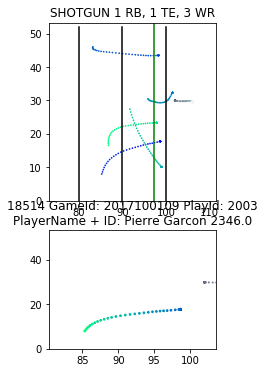 SHOTGUN 1 RB, 1 TE, 3 WR
50
40
30
20
10
0
80 90 100 110
18514 GameId: 2017100109 PlayId: 2003
PlayerName + ID: Pierre Garcon 2346.0
40
20
0
85 90 95 100